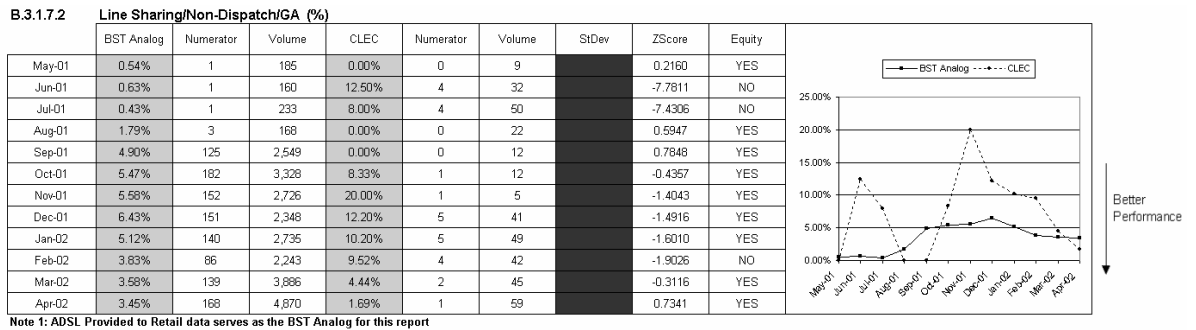 B.3.1.7.2 Line Sharing/Non-Dispatch/GA (%)
BST Analog Numerator Volume CLEC Numerator Volume StDev ZScore Equity
May-01 0.54% 1 185 0.00% 0 9 0.2160 YES
Jun-01 0.63% 1 160 12.50% 4 32 -7.7811 NO
Jul-01 0.43% 1 233 8.00% 4 50 -7.4306 NO
Aug-01 1.79% 3 168 0.00% 0 22 0.5947 YES
Sep-01 4.90% 125 2,549 0.00% 0 12 0.7848 YES
Oct-01 5.47% 182 3,328 8.33% 1 12 -0.4357 YES
Nov-01 5.58% 152 2,726 20.00% 1 5 -1.4043 YES
Dec-01 6.43% 151 2,348 12.20% 5 41 -1.4916 YES
Jan-02 5.12% 140 2,735 10.20% 5 49 -1.6010 YES
Feb-02 3.83% 86 2,243 9.52% 4 42 -1.9026 NO
Mar-02 3.58% 139 3,886 4.44% 2 45 -0.3116 YES
Apr-02 3.45% 168 4,870 1.69% 1 59 0.7341 YES
BST Analog CLEC
25.00%
20.00%
15.00%
10.00%
5.00%
0.00%
May-01 Jun-01 Jul-01 Aug-01 Sep-01 Oct-01 Nov-01 Dec-01 Jan-02 Feb-02 Mar-02 Apr-02
Better
Performance
Note 1: ADSL Provided to Retail data serves as the BST Analog for this report